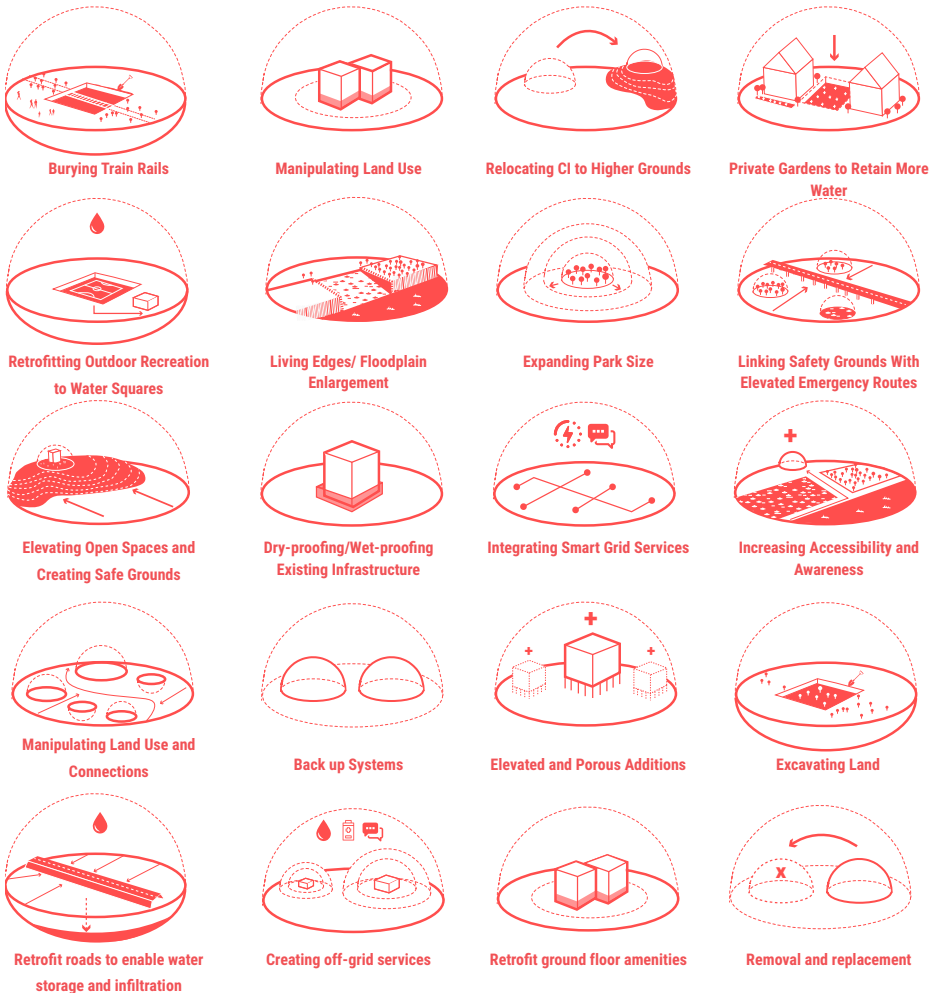 Burying Train Rails
Manipulating Land Use
Relocating CI to Higher Grounds
Private Gardens to Retain More
Water
Retrofitting Outdoor Recreation
to Water Squares
Living Edges/ Floodplain
Enlargement
Expanding Park Size
Linking Safety Grounds With
Elevated Emergency Routes
Elevating Open Spaces and
Creating Safe Grounds
Dry-proofing/Wet-proofing
Existing Infrastructure
Integrating Smart Grid Services
Increasing Accessibility and
Awareness
Manipulating Land Use and
Connections
Back up Systems
Elevated and Porous Additions
Excavating Land
X
Retrofit roads to enable water
storage and infiltration
Creating off-grid services
Retrofit ground floor amenities
Removal and replacement